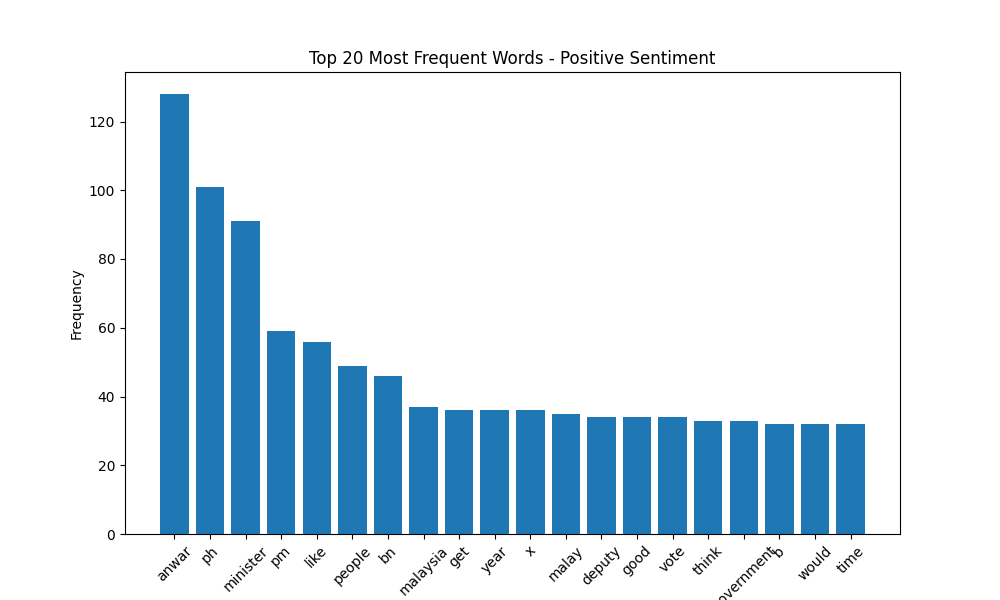 Top 20 Most Frequent Words - Positive Sentiment
Frequency
120
100
80
60
40
20
0
anwar
ph
minister
pm
like
people
bn
malaysia
get
year
x
malay
deputy
good
vote
think
overnment
b
would
time